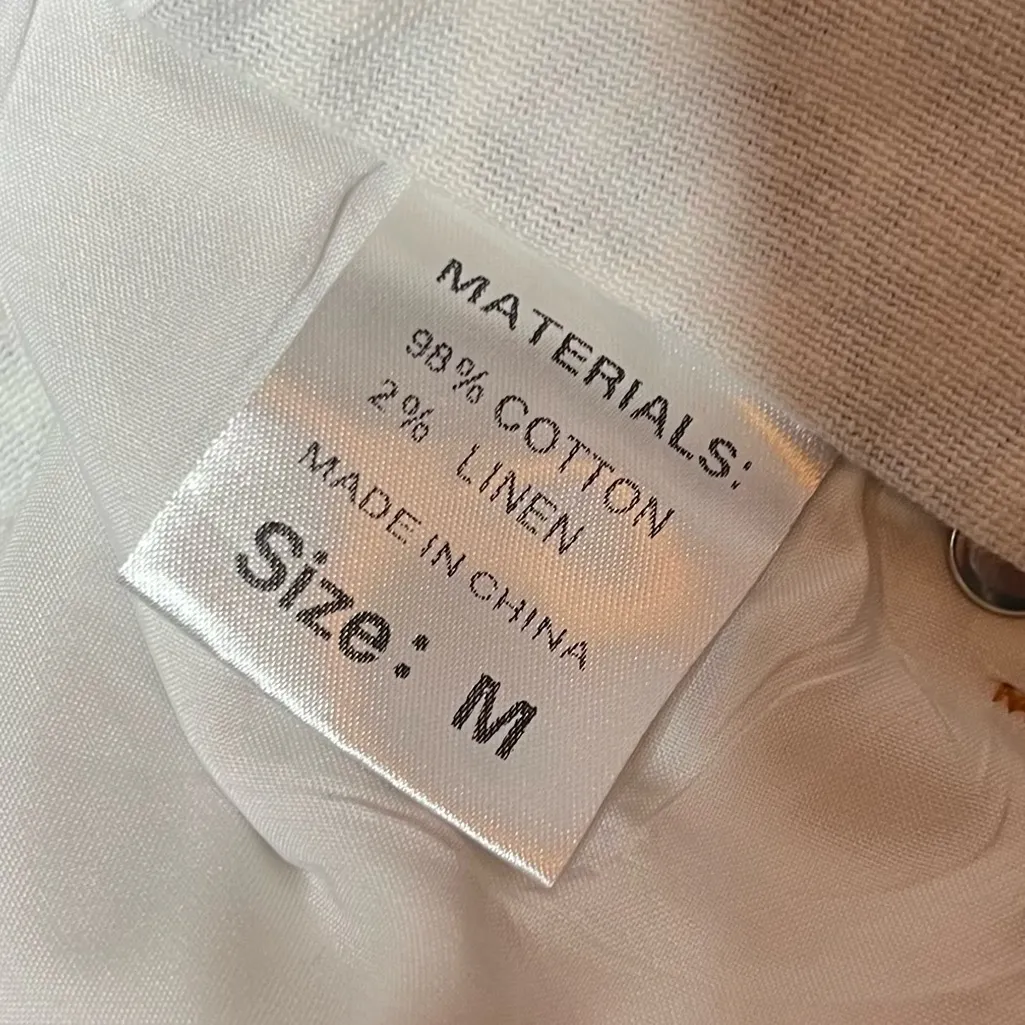 MATERIALS:
98% COTTON
2% LINEN
MADE IN CHINA
Size: M